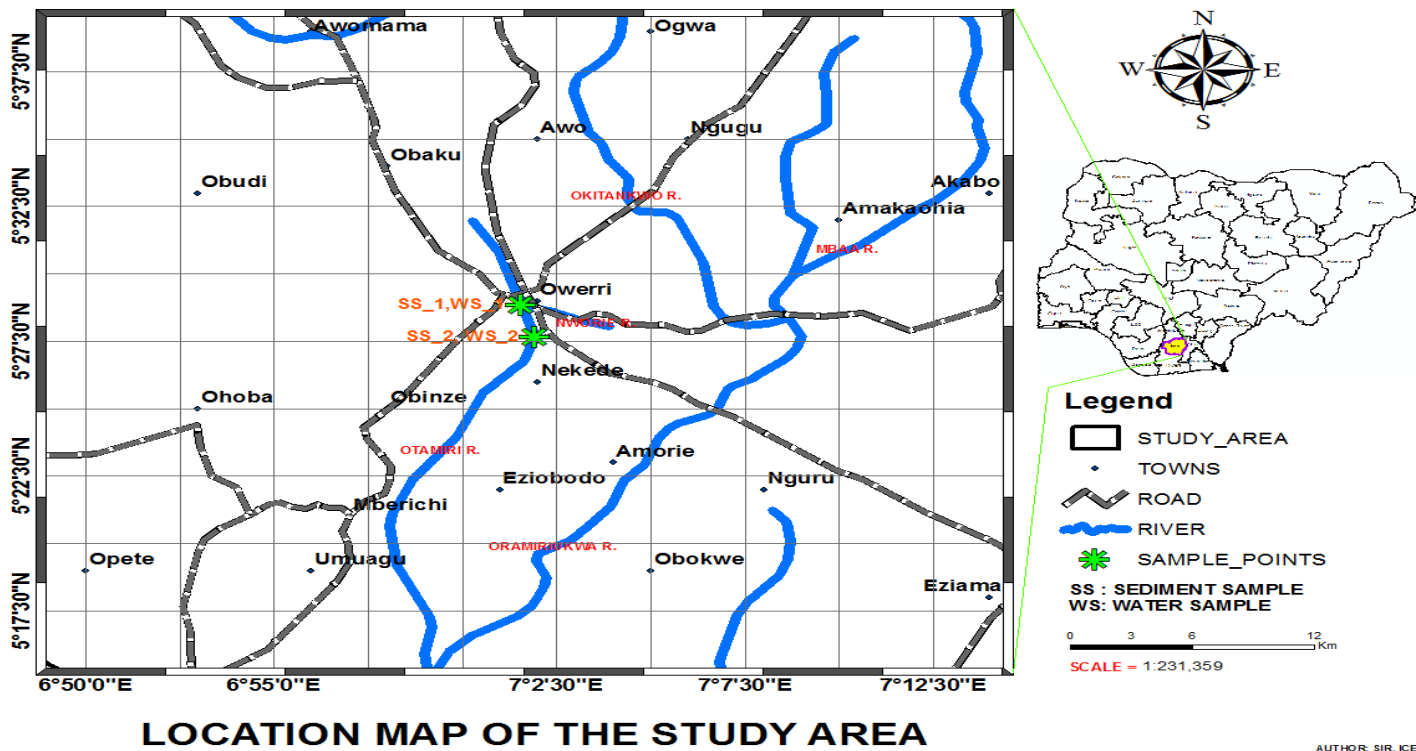 Awomama
Ogwa
Awo
Ngugu
Obaku
Obudi
OKITANKWO R.
Akabo
Amakaohia
MBAA R.
Owerri
SS_1,WS_1
NWORIE R.
SS_2, WS_2
Nekede
Ohoba
Obinze
OTAMIRI R.
Amorie
Eziobodo
Nguru
Mberichi
ORAMIRIUKWA R.
Opete
Umuagu
Obokwe
Eziama
5°37'30"N
5°32'30"N
5°27'30"N
5°22'30"N
5°17'30"N
6°50'0"E
6°55'0"E
7°2'30"E
7°7'30"E
7°12'30"E
N
W
E
S
Legend
STUDY_AREA
TOWNS
ROAD
RIVER
SAMPLE_POINTS
SS : SEDIMENT SAMPLE
WS: WATER SAMPLE
0 3 6 12
Km
SCALE = 1:231,359
LOCATION MAP OF THE STUDY AREA
AUTHOR: SIR. ICE